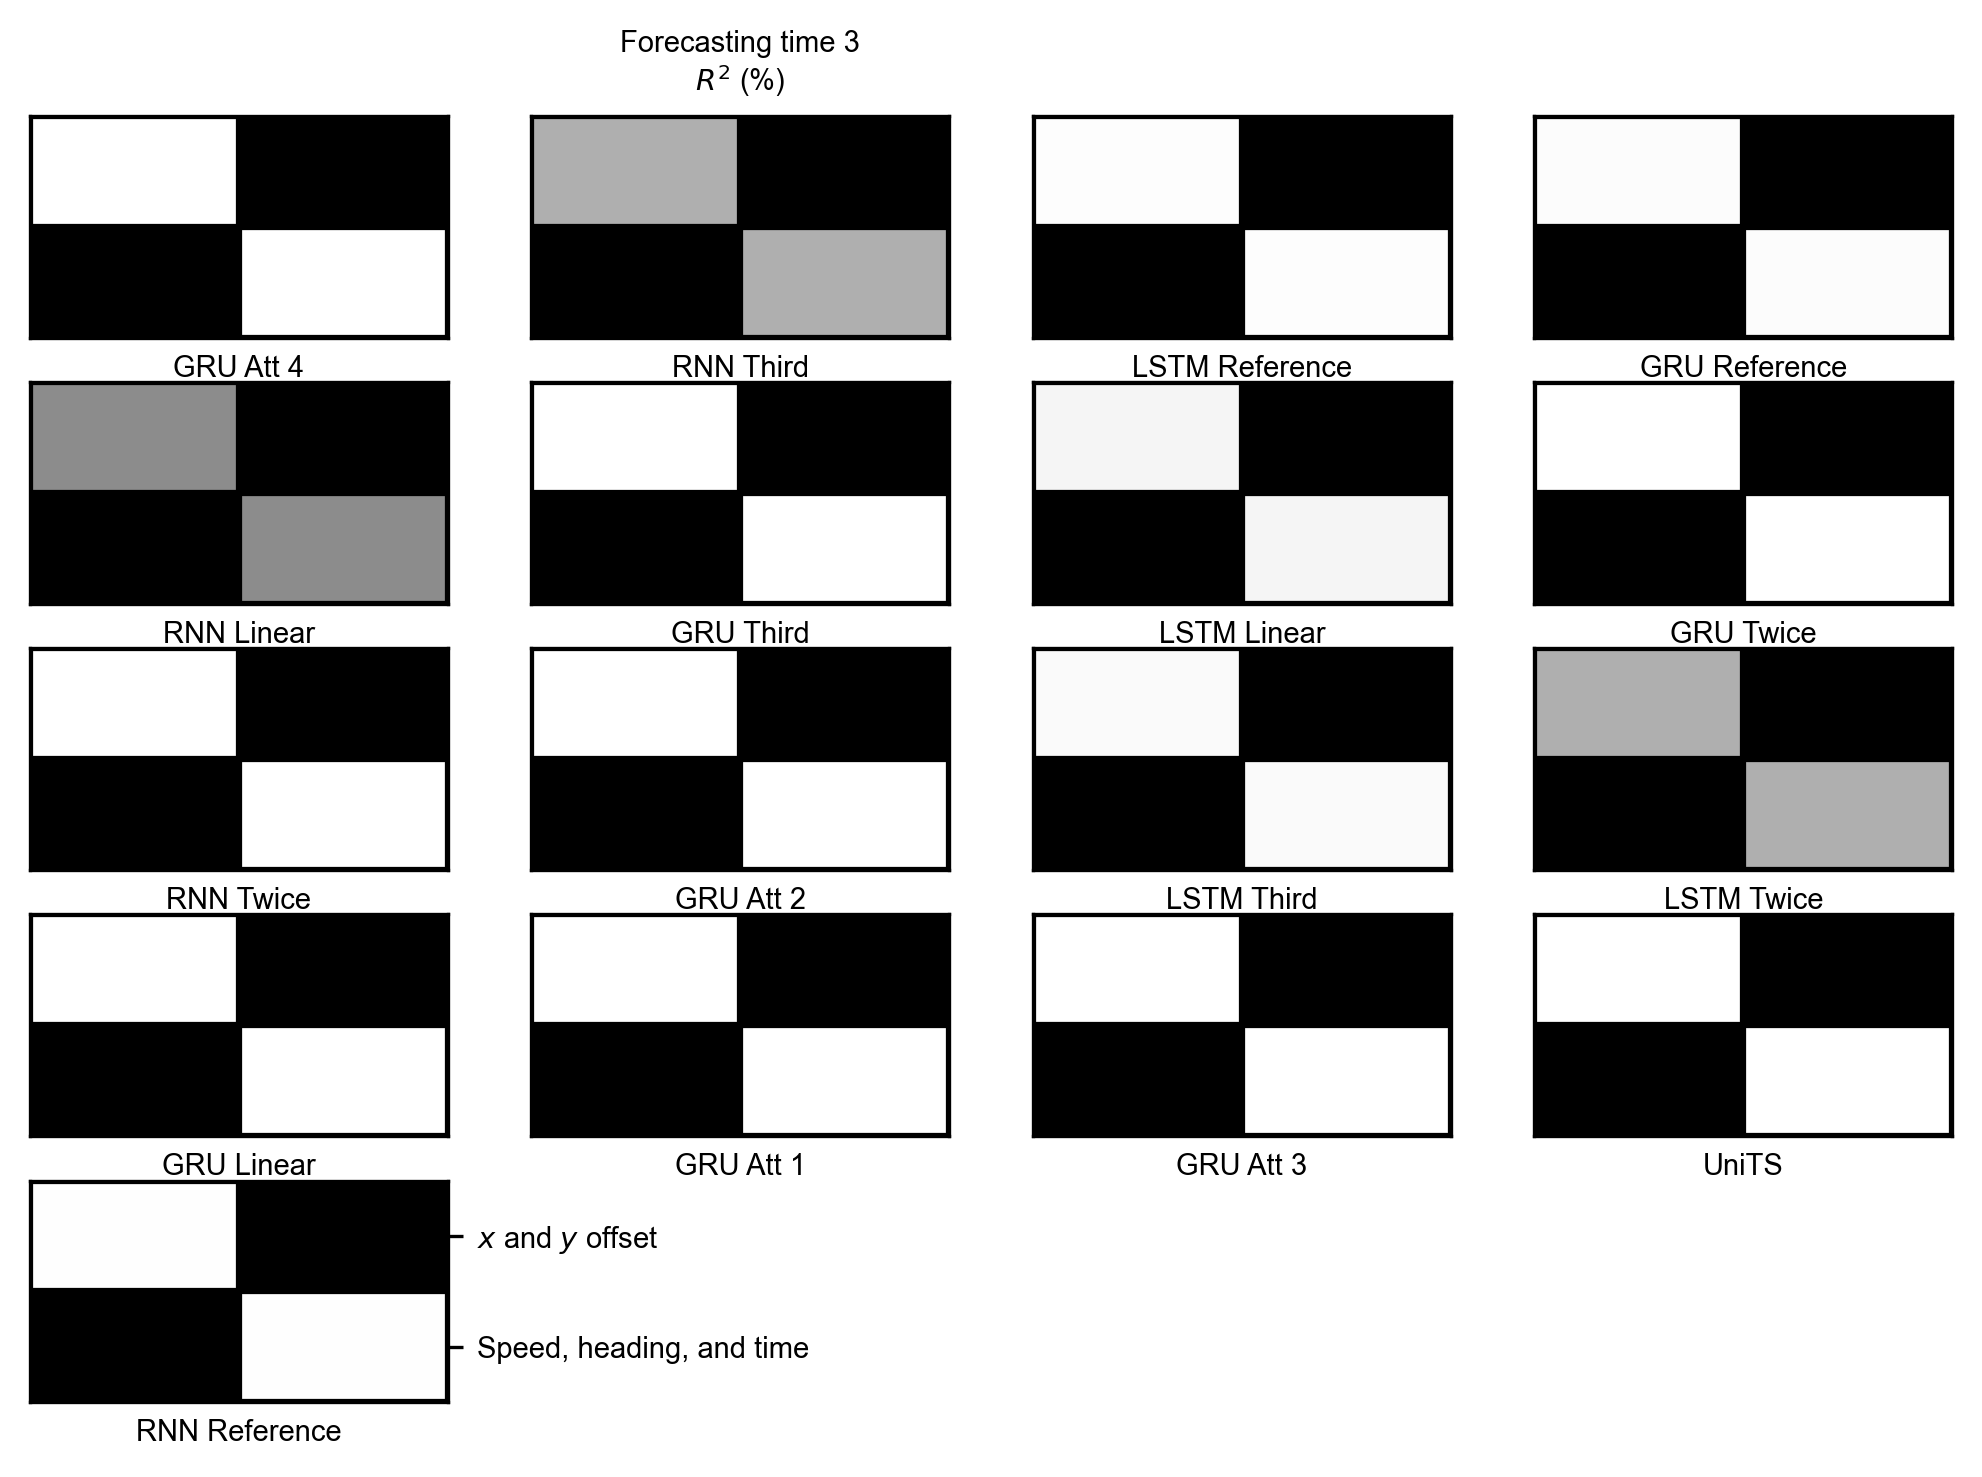 Forecasting time 3
R² (%)
GRU Att 4
RNN Third
LSTM Reference
GRU Reference
RNN Linear
GRU Third
LSTM Linear
GRU Twice
RNN Twice
GRU Att 2
LSTM Third
LSTM Twice
GRU Linear
GRU Att 1
GRU Att 3
UniTS
x and y offset
Speed, heading, and time
RNN Reference